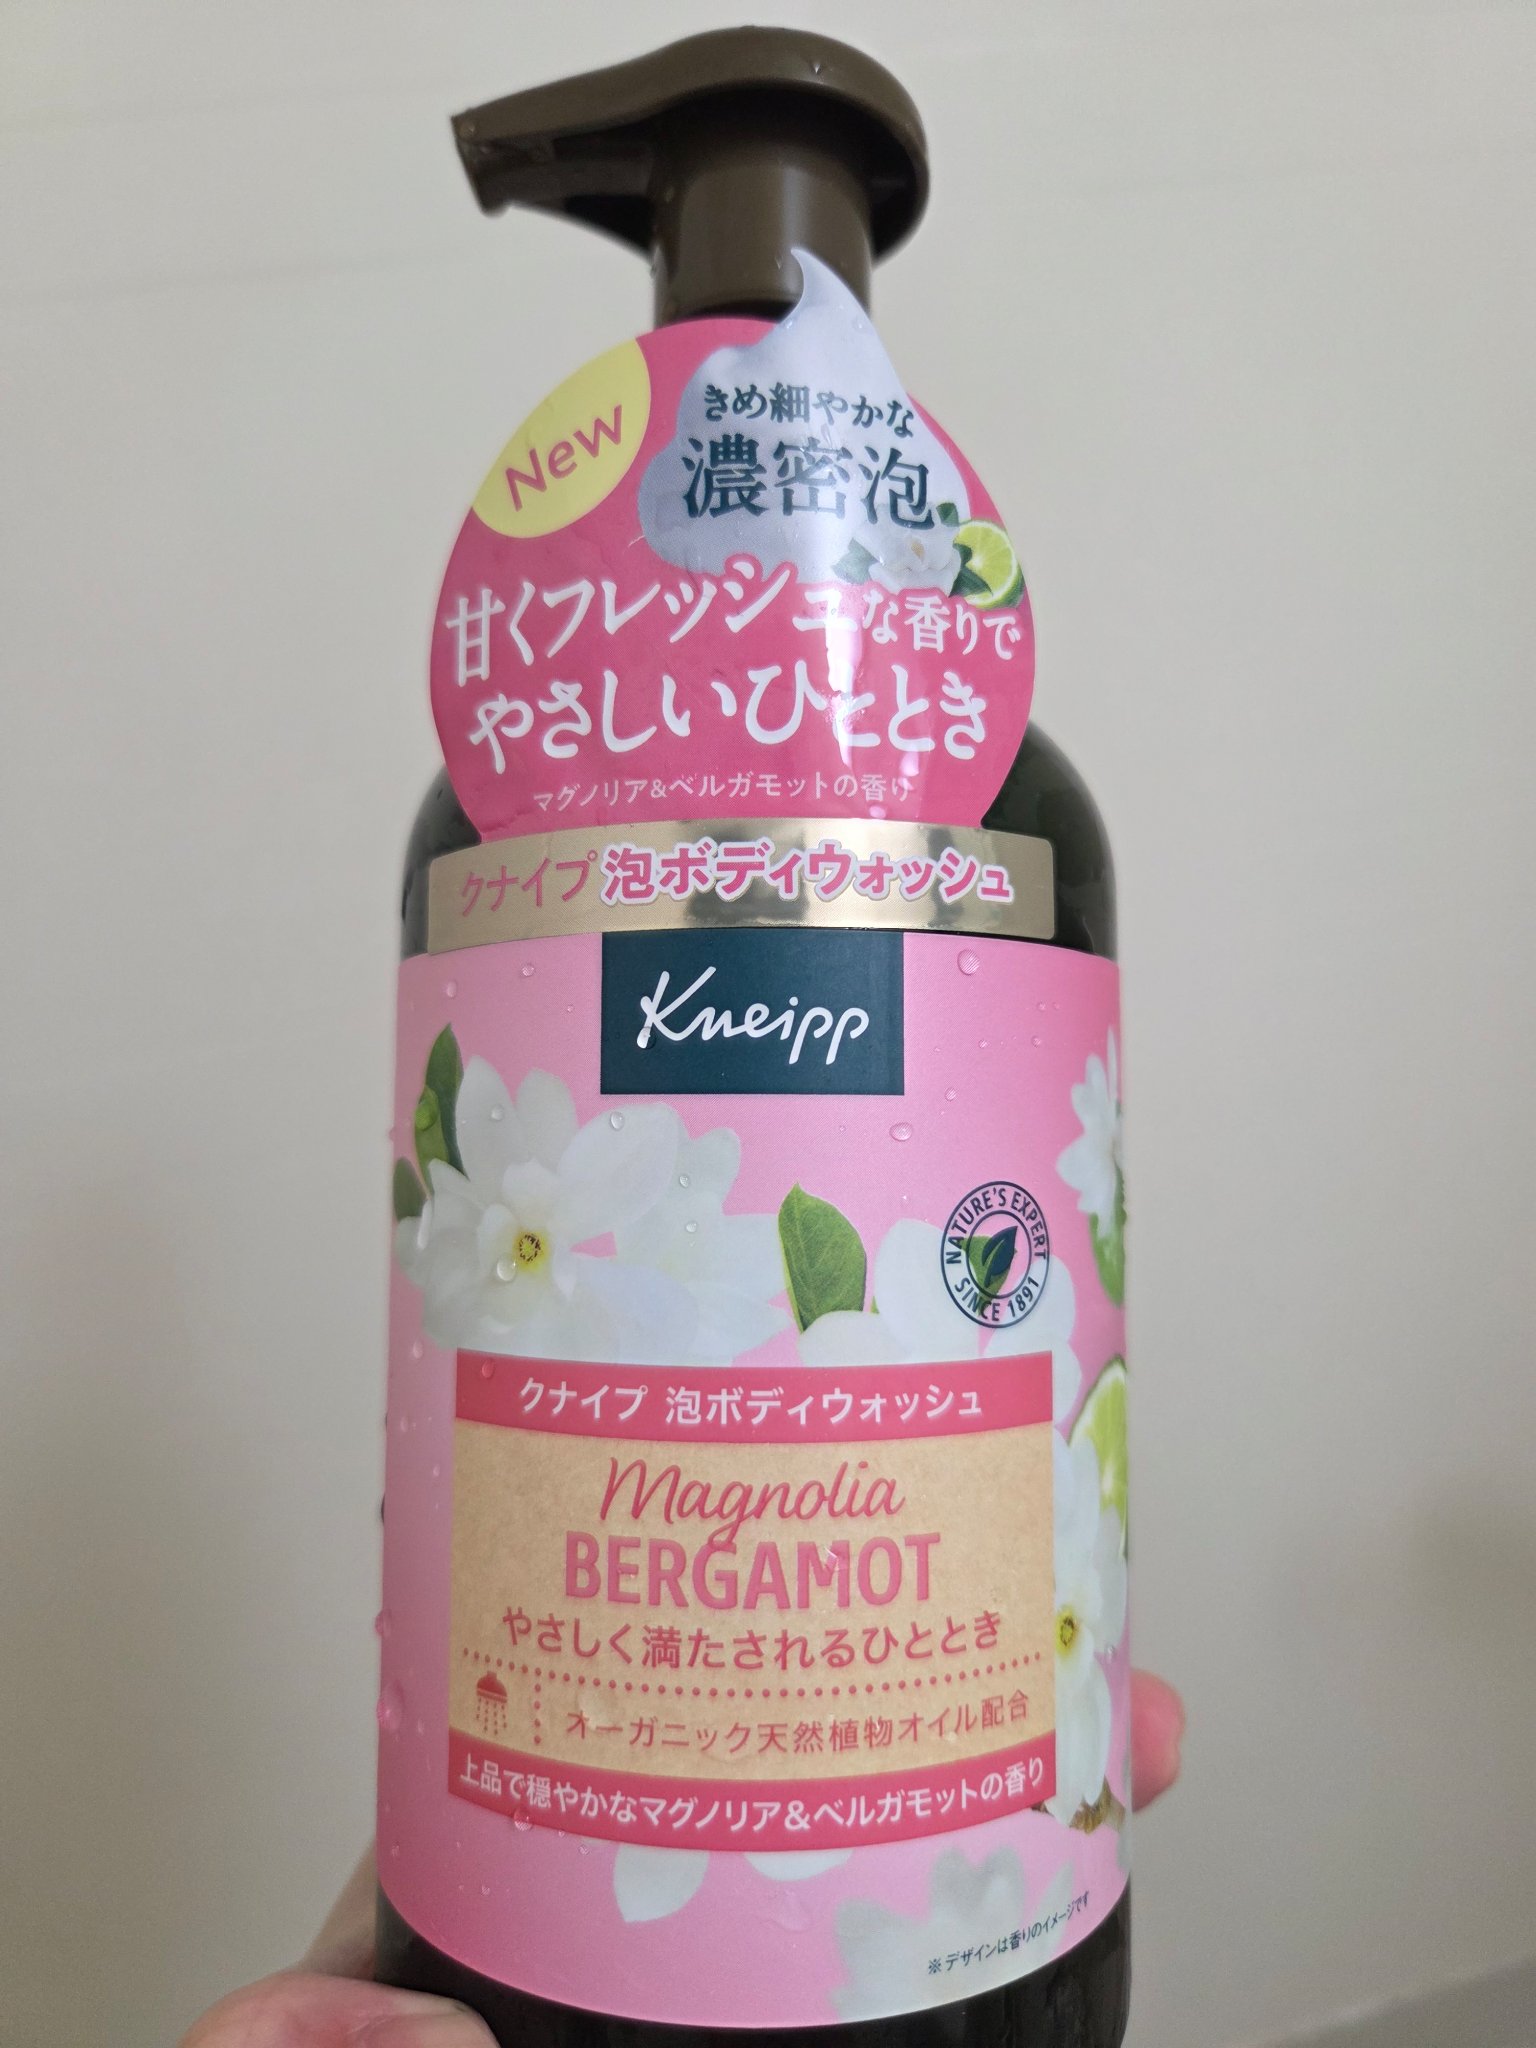 New
きめ細やかな
濃密泡
甘くフレッシュな香りで
やさしいひととき
マグノリア&ベルガモットの香り
クナイプ 泡ボディウォッシュ
Kneipp
NATURE'S EXPERT
SINCE 1891
クナイプ 泡ボディウォッシュ
Magnolia
BERGAMOT
やさしく満たされるひととき
オーガニック天然植物オイル配合
上品で穏やかなマグノリア&ベルガモットの香り
※デザインは香りのイメージです